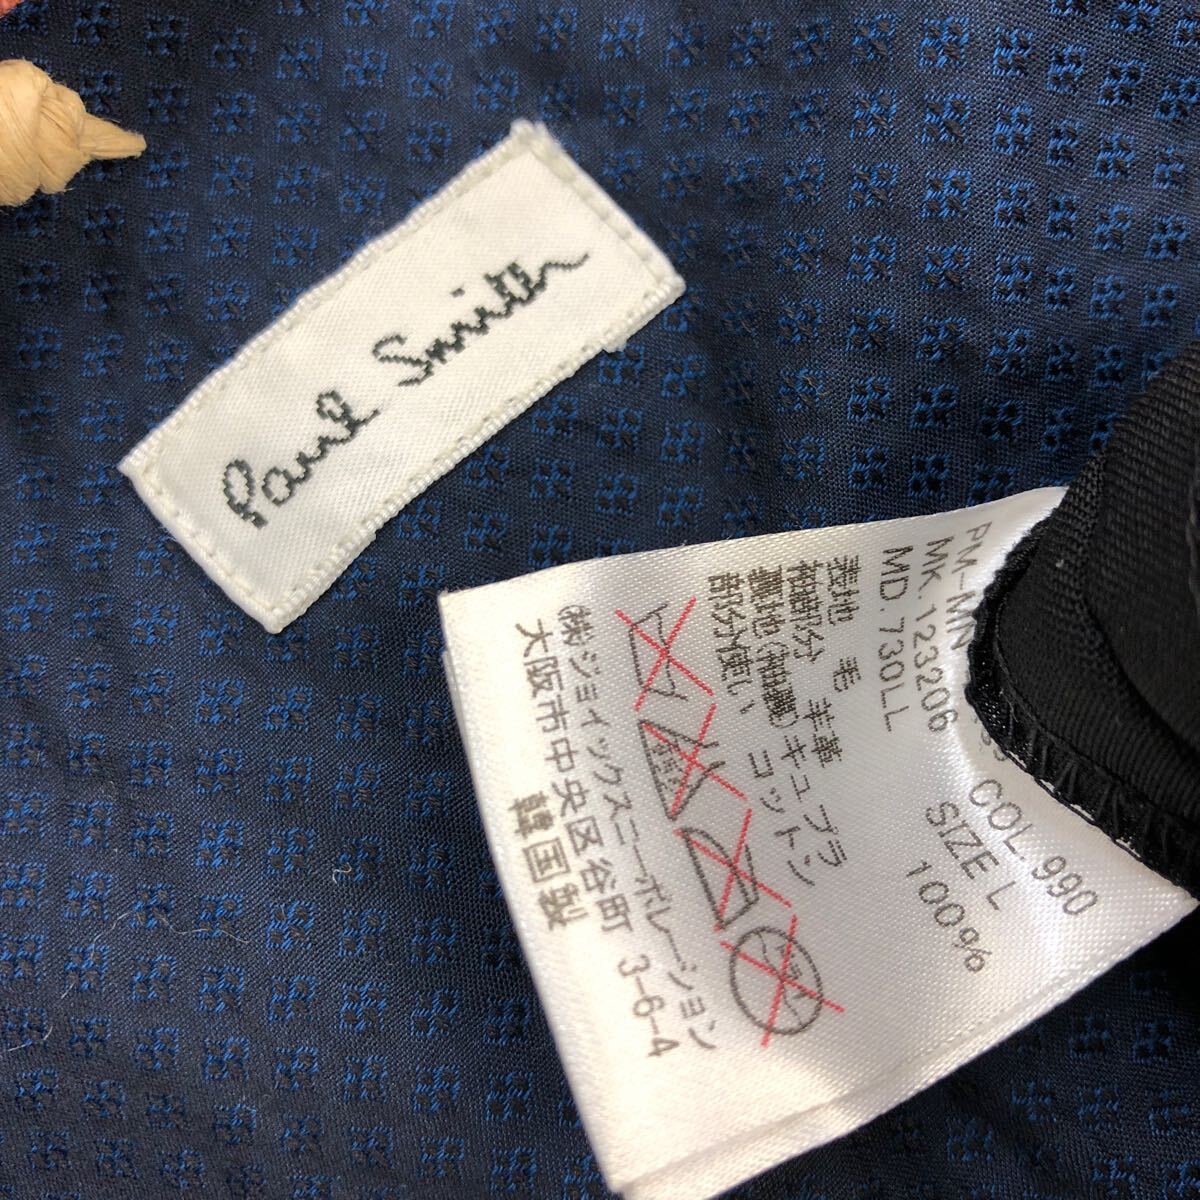 Paul Smith
PM-MN
MK. 123206 COL. 990
MD. 730LL SIZE L
表地 毛 100%
袖部分 羊革
裏地(袖裏) キュプラ
部分使い コットン
㈱ジョイックスコーポレーション
大阪市中央区谷町 3-6-4
韓国製